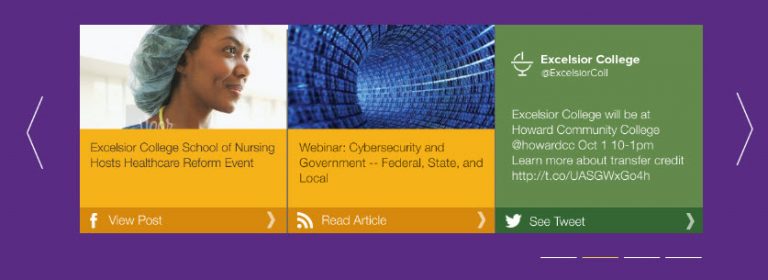 Excelsior College School of Nursing
Hosts Healthcare Reform Event
View Post
Webinar: Cybersecurity and
Government -- Federal, State, and
Local
Read Article
Excelsior College
@ExcelsiorColl
Excelsior College will be at
Howard Community College
@howardcc Oct 1 10-1pm
Learn more about transfer credit
http://t.co/UASGWxGo4h
See Tweet